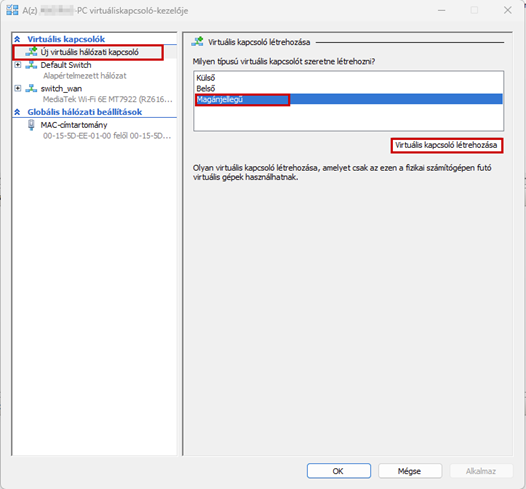 A(z) -PC virtuáliskapcsoló-kezelője
Virtuális kapcsolók
Új virtuális hálózati kapcsoló
Default Switch
Alapértelmezett hálózat
switch_wan
MediaTek Wi-Fi 6E MT7922 (RZ616...
Globális hálózati beállítások
MAC-címtartomány
00-15-5D-EE-01-00 felől 00-15-5D-...
Virtuális kapcsoló létrehozása
Milyen típusú virtuális kapcsolót szeretne létrehozni?
Külső
Belső
Magánjellegű
Virtuális kapcsoló létrehozása
Olyan virtuális kapcsoló létrehozása, amelyet csak az ezen a fizikai számítógépen futó
virtuális gépek használhatnak.
OK
Mégse
Alkalmaz